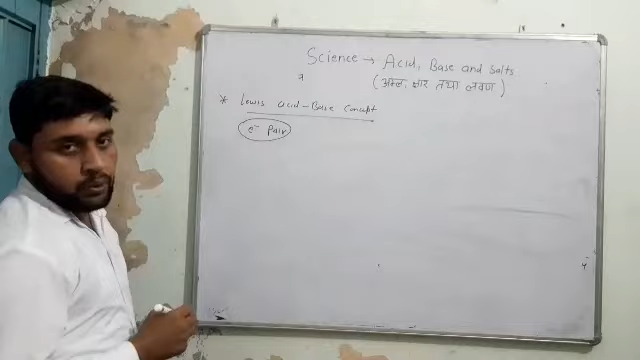 Science → Acid, Base and Salts
(अम्ल, क्षार तथा लवण)
* Lewis Acid-Base Concept
e⁻ Pair